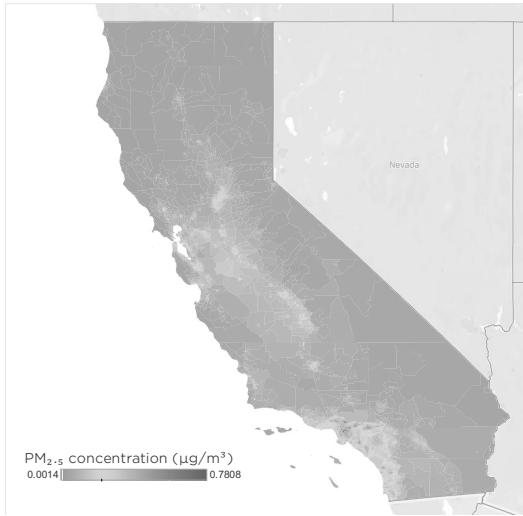 Nevada
PM₂.₅ concentration (μg/m³)
0.0014 0.7808